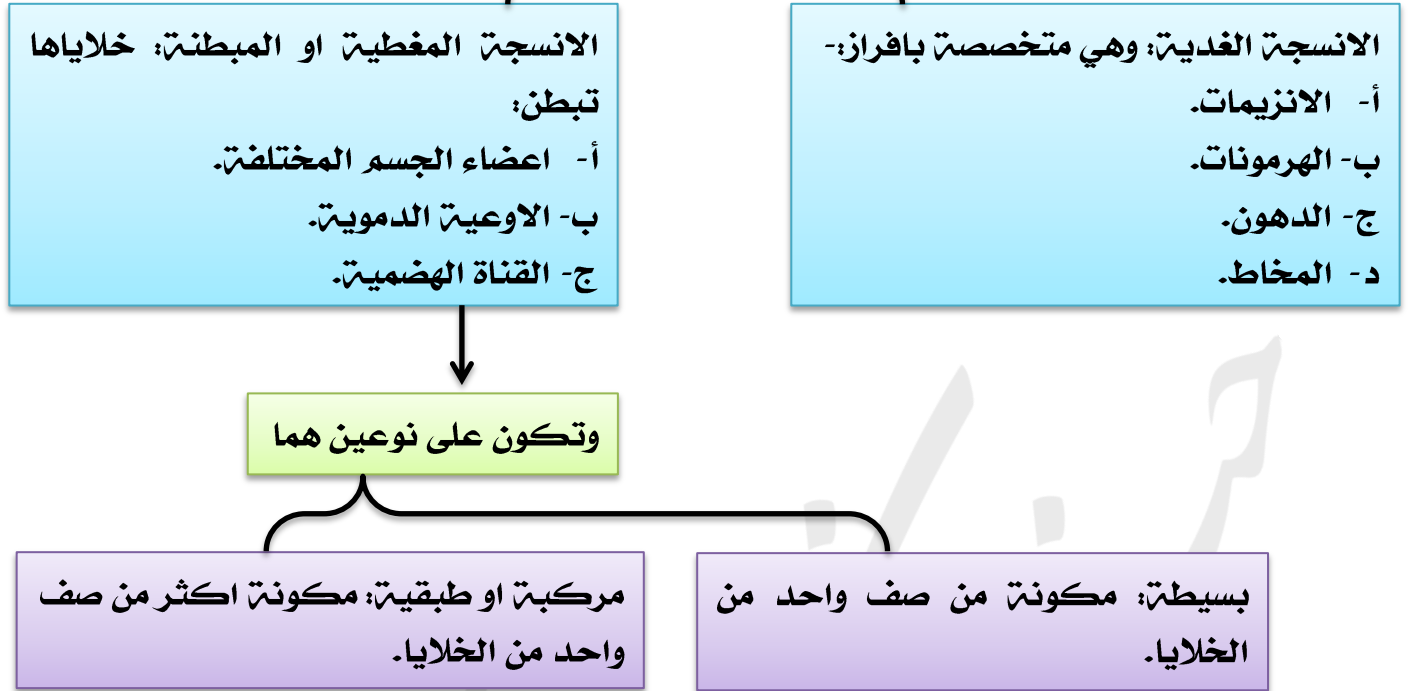 الانسجة الغدية: وهي متخصصة بافراز:-
أ- الانزيمات.
ب- الهرمونات.
ج- الدهون.
د- المخاط.
الانسجة المغطية او المبطنة: خلاياها
تبطن:
أ- اعضاء الجسم المختلفة.
ب- الاوعية الدموية.
ج- القناة الهضمية.
وتكون على نوعين هما
بسيطة: مكونة من صف واحد من
الخلايا.
مركبة او طبقية: مكونة اكثر من صف
واحد من الخلايا.